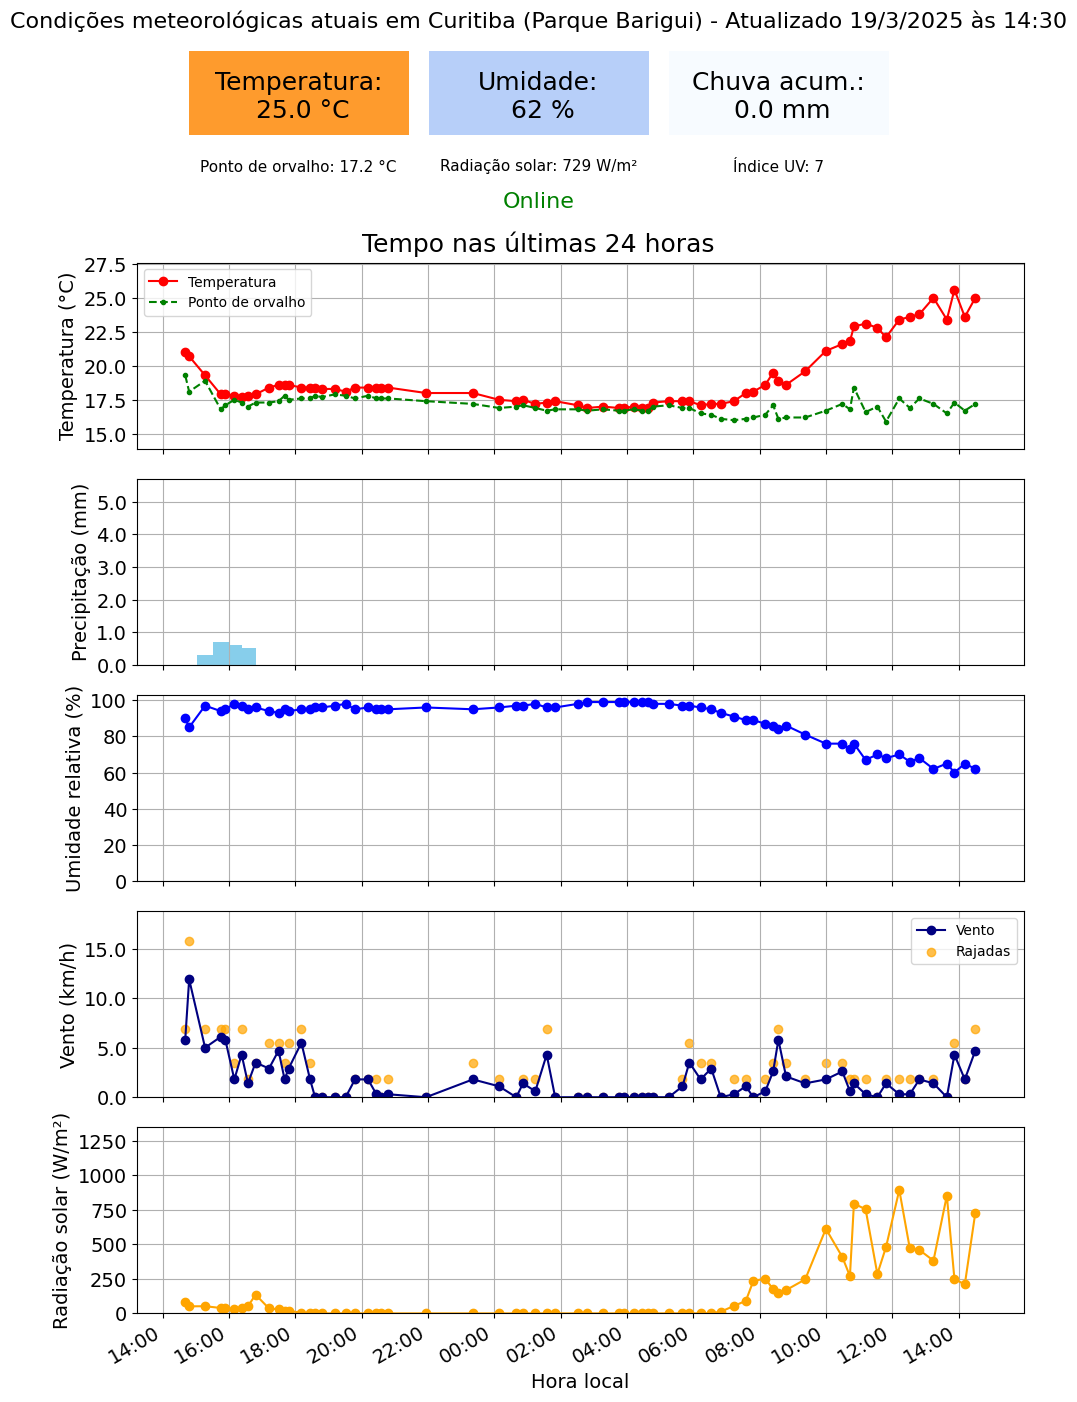 Condições meteorológicas atuais em Curitiba (Parque Barigui) - Atualizado 19/3/2025 às 14:30
Temperatura:
25.0 °C
Umidade:
62 %
Chuva acum.:
0.0 mm
Ponto de orvalho: 17.2 °C
Radiação solar: 729 W/m²
Índice UV: 7
Online
Tempo nas últimas 24 horas
Temperatura (°C)
27.5
25.0
22.5
20.0
17.5
15.0
Temperatura
Ponto de orvalho
Precipitação (mm)
5.0
4.0
3.0
2.0
1.0
0.0
Umidade relativa (%)
100
80
60
40
20
0
Vento (km/h)
15.0
10.0
5.0
0.0
Vento
Rajadas
Radiação solar (W/m²)
1250
1000
750
500
250
0
14:00
16:00
18:00
20:00
22:00
00:00
02:00
04:00
06:00
08:00
10:00
12:00
14:00
Hora local